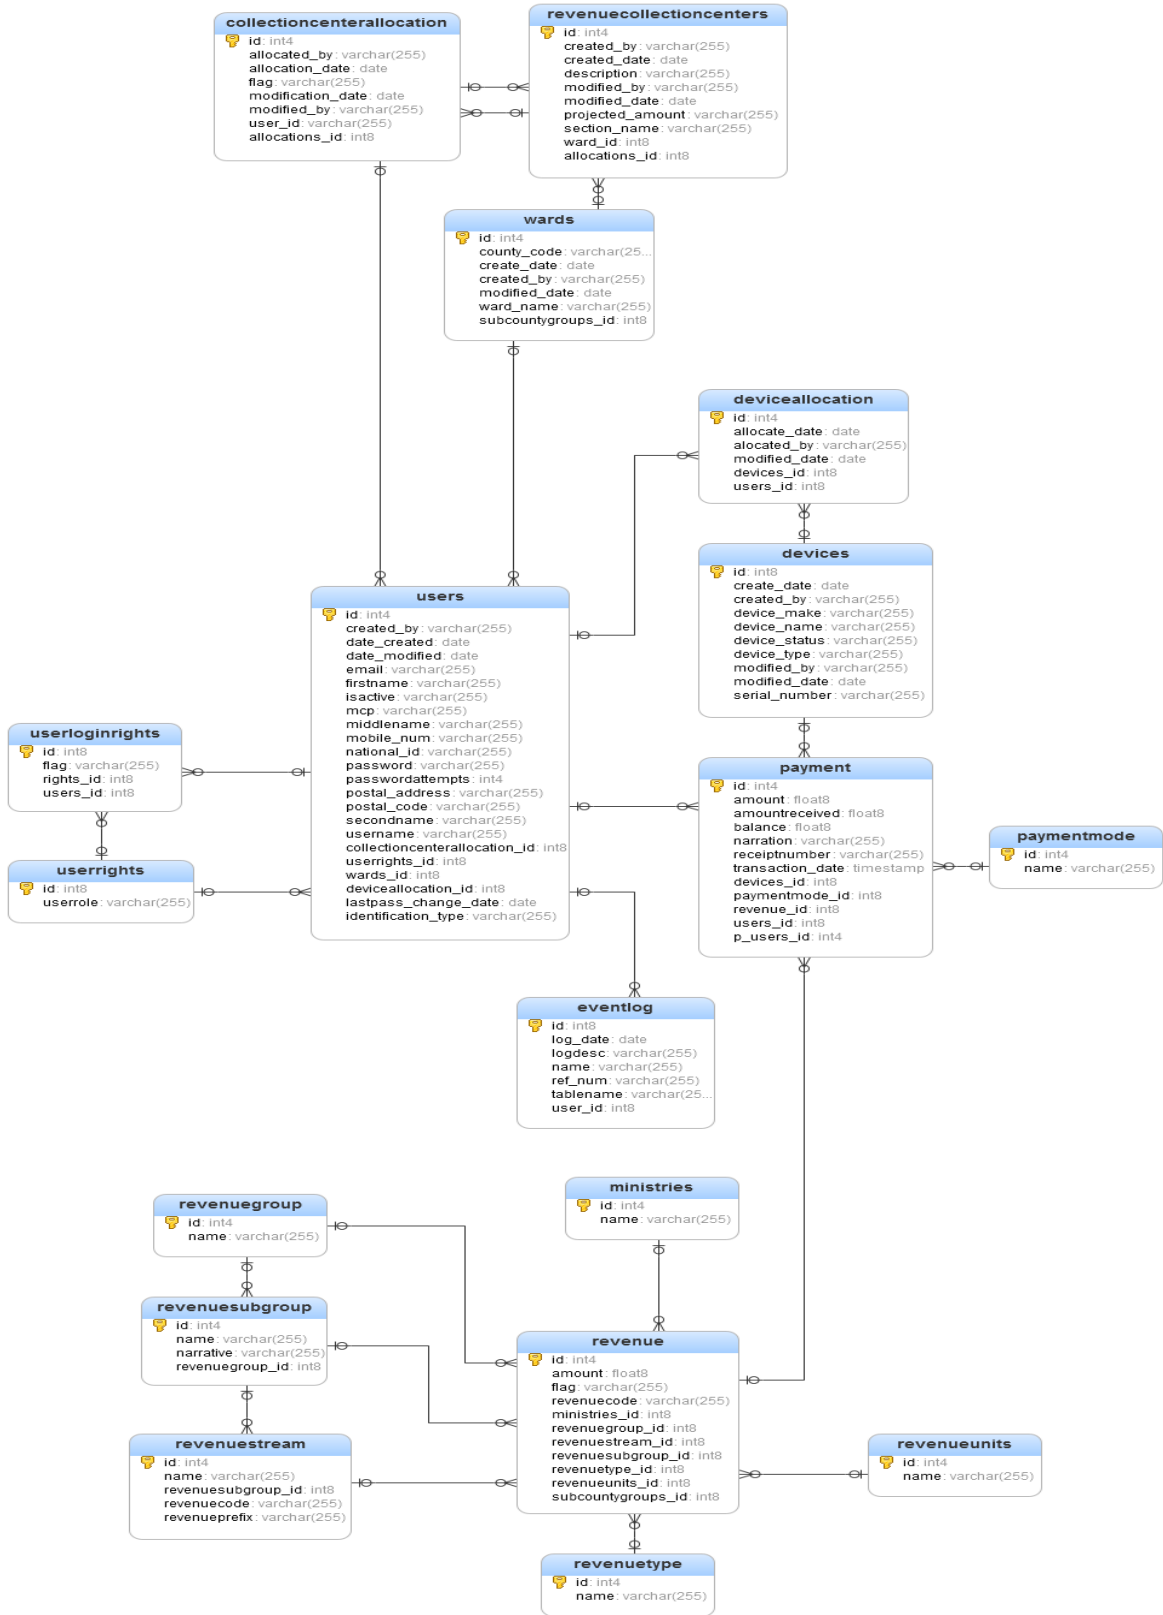 collectioncenterallocation
id: int4
allocated_by: varchar(255)
allocation_date: date
flag: varchar(255)
modification_date: date
modified_by: varchar(255)
user_id: varchar(255)
allocations_id: int8
revenuecollectioncenters
id: int4
created_by: varchar(255)
created_date: date
description: varchar(255)
modified_by: varchar(255)
modified_date: date
projected_amount: varchar(255)
section_name: varchar(255)
ward_id: int8
allocations_id: int8
wards
id: int4
county_code: varchar(25...
create_date: date
created_by: varchar(255)
modified_date: date
ward_name: varchar(255)
subcountygroups_id: int8
deviceallocation
id: int4
allocate_date: date
alocated_by: varchar(255)
modified_date: date
devices_id: int8
users_id: int8
devices
id: int8
create_date: date
created_by: varchar(255)
device_make: varchar(255)
device_name: varchar(255)
device_status: varchar(255)
device_type: varchar(255)
modified_by: varchar(255)
modified_date: date
serial_number: varchar(255)
users
id: int4
created_by: varchar(255)
date_created: date
date_modified: date
email: varchar(255)
firstname: varchar(255)
isactive: varchar(255)
mcp: varchar(255)
middlename: varchar(255)
mobile_num: varchar(255)
national_id: varchar(255)
password: varchar(255)
passwordattempts: int4
postal_address: varchar(255)
postal_code: varchar(255)
secondname: varchar(255)
username: varchar(255)
collectioncenterallocation_id: int8
userrights_id: int8
wards_id: int8
deviceallocation_id: int8
lastpass_change_date: date
identification_type: varchar(255)
userloginrights
id: int8
flag: varchar(255)
rights_id: int8
users_id: int8
userrights
id: int8
userrole: varchar(255)
payment
id: int4
amount: float8
amountreceived: float8
balance: float8
narration: varchar(255)
receiptnumber: varchar(255)
transaction_date: timestamp
devices_id: int8
paymentmode_id: int8
revenue_id: int8
users_id: int8
p_users_id: int4
paymentmode
id: int4
name: varchar(255)
eventlog
id: int8
log_date: date
logdesc: varchar(255)
name: varchar(255)
ref_num: varchar(255)
tablename: varchar(25...
user_id: int8
ministries
id: int4
name: varchar(255)
revenuegroup
id: int4
name: varchar(255)
revenuesubgroup
id: int4
name: varchar(255)
narrative: varchar(255)
revenuegroup_id: int8
revenuestream
id: int4
name: varchar(255)
revenuesubgroup_id: int8
revenuecode: varchar(255)
revenueprefix: varchar(255)
revenue
id: int4
amount: float8
flag: varchar(255)
revenuecode: varchar(255)
ministries_id: int8
revenuegroup_id: int8
revenuestream_id: int8
revenuesubgroup_id: int8
revenuetype_id: int8
revenueunits_id: int8
subcountygroups_id: int8
revenueunits
id: int4
name: varchar(255)
revenuetype
id: int4
name: varchar(255)